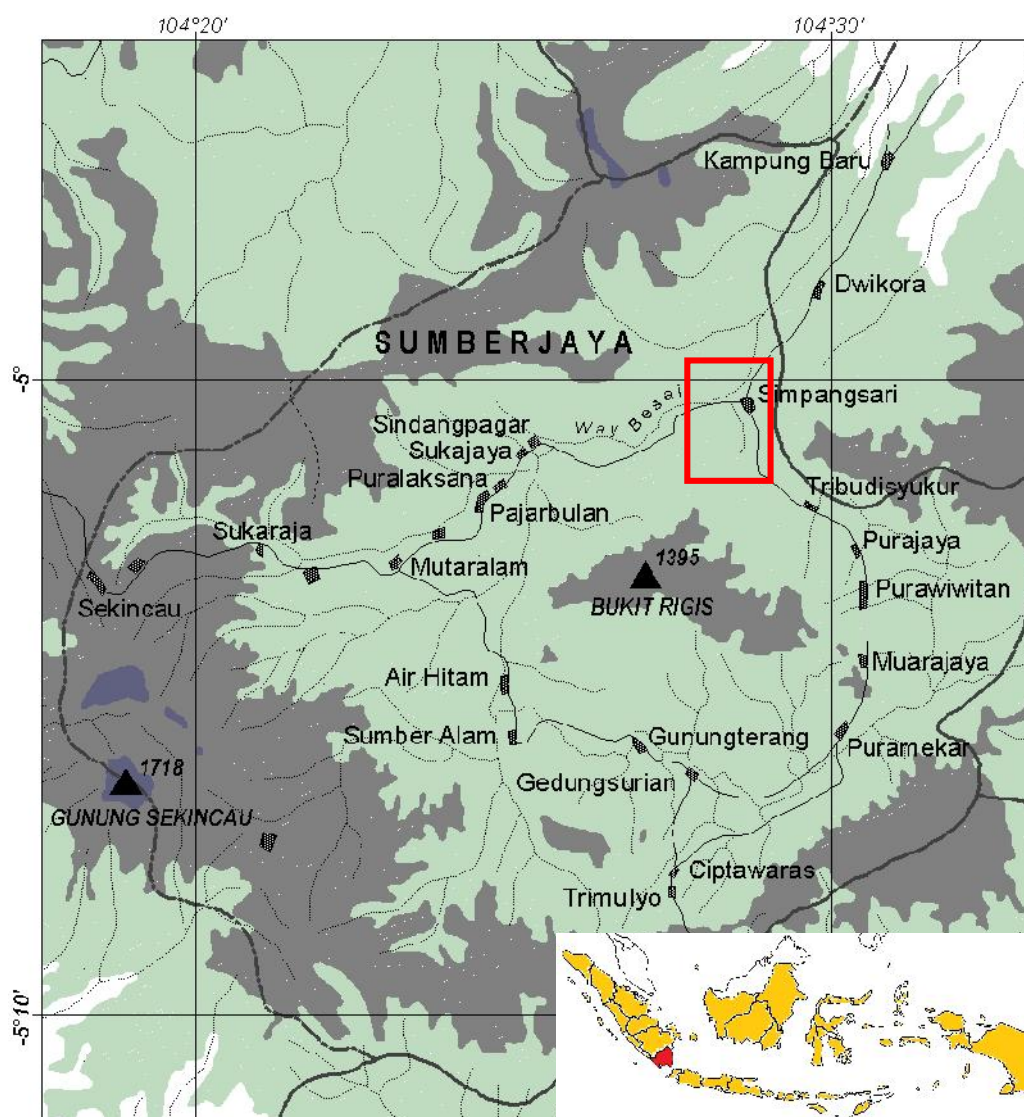 104°20'
104°30'
Kampung Baru
Dwikora
SUMBERJAYA
-5°
Simpangsari
Way Besai
Sindangpagar
Sukajaya
Puralaksana
Tribudisyukur
Pajarbulan
Sukaraja
Purajaya
1395
Mutaralam
Sekincau
BUKIT RIGIS
Purawiwitan
Muarajaya
Air Hitam
Sumber Alam
Gunungterang
Puramekar
1718
Gedungsurian
GUNUNG SEKINCAU
Ciptawaras
Trimulyo
-5°10'